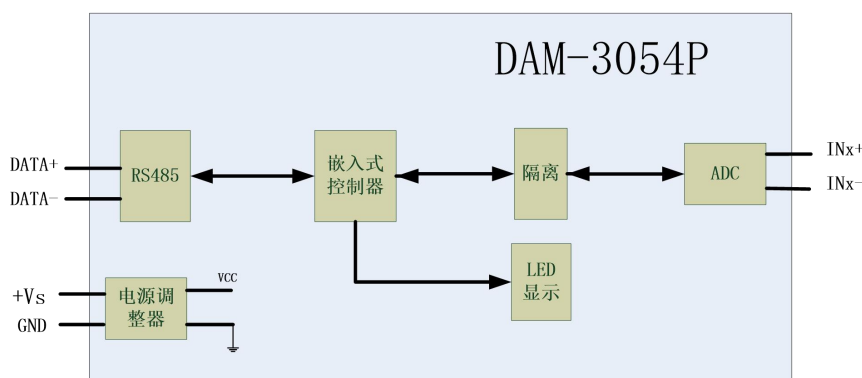 DAM-3054P
DATA+
DATA-
RS485
嵌入式
控制器
隔离
ADC
INx+
INx-
LED
显示
+Vs
GND
电源调
整器
VCC